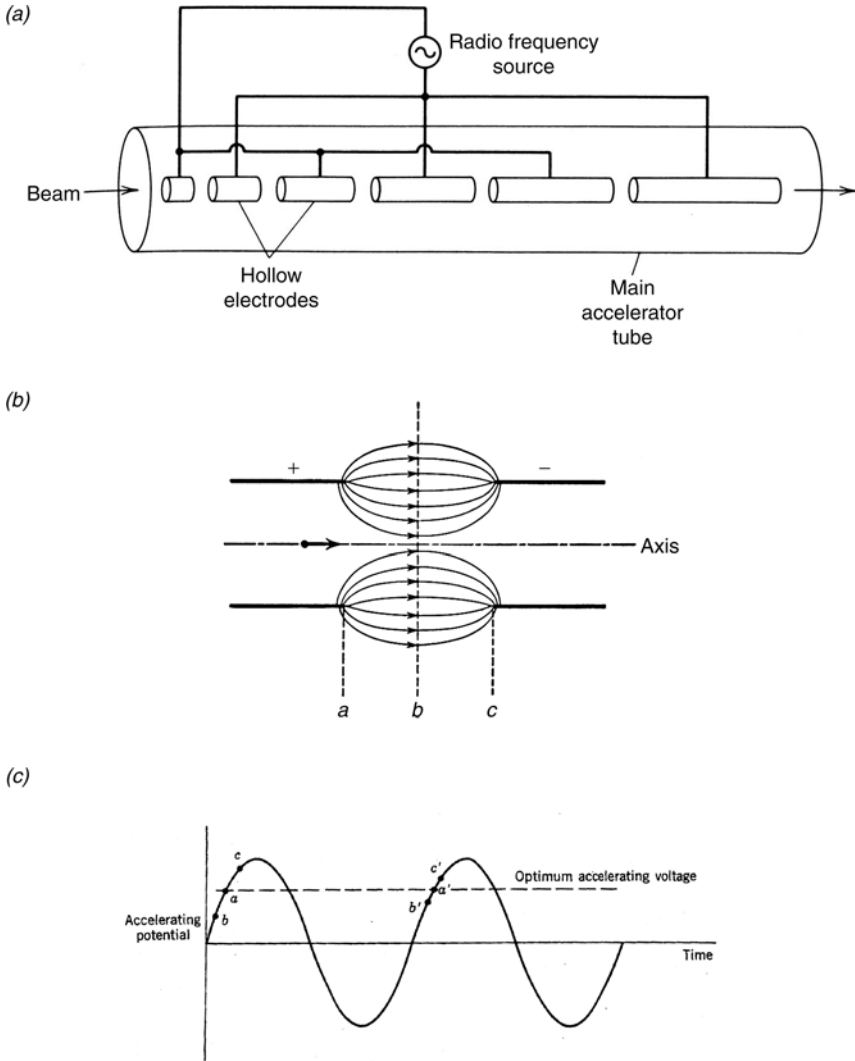 (a)
Radio frequency
source
Beam
Hollow
electrodes
Main
accelerator
tube
(b)
+
−
Axis
a
b
c
(c)
c
a
b
c'
a'
b'
Optimum accelerating voltage
Accelerating
potential
Time